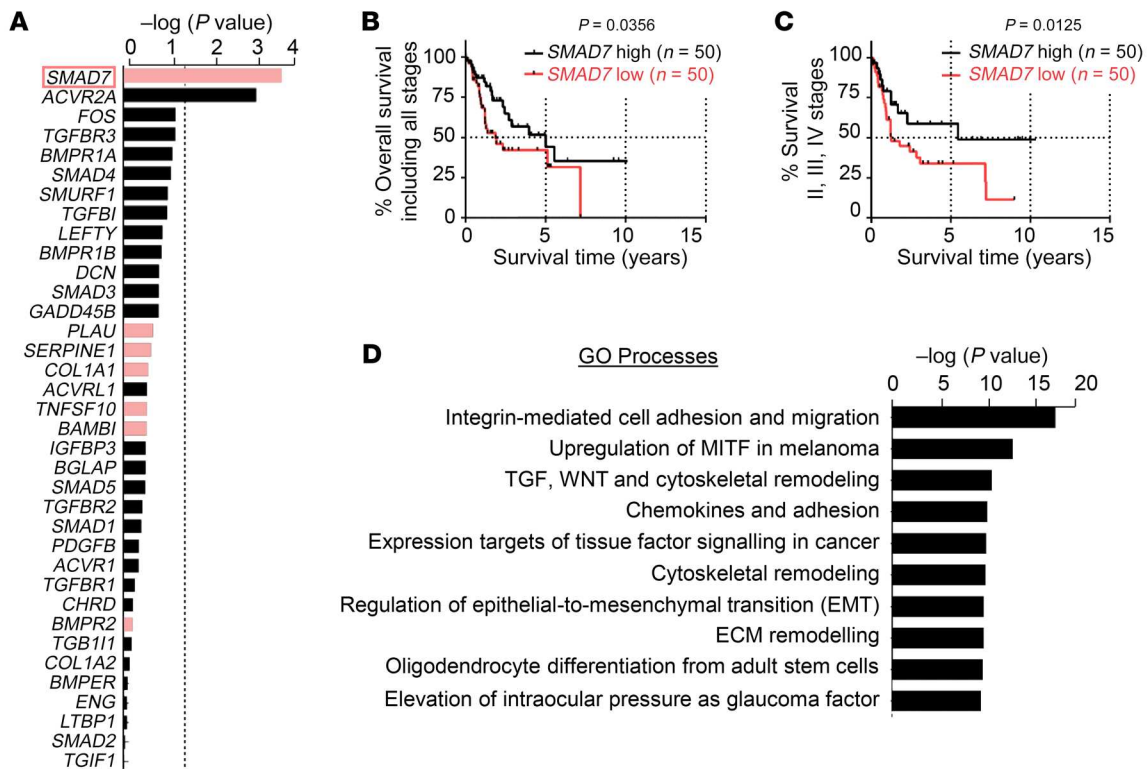 A
–log (P value)
0 1 2 3 4
SMAD7
ACVR2A
FOS
TGFBR3
BMPR1A
SMAD4
SMURF1
TGFBI
LEFTY
BMPR1B
DCN
SMAD3
GADD45B
PLAU
SERPINE1
COL1A1
ACVRL1
TNFSF10
BAMBI
IGFBP3
BGLAP
SMAD5
TGFBR2
SMAD1
PDGFB
ACVR1
TGFBR1
CHRD
BMPR2
TGB1I1
COL1A2
BMPER
ENG
LTBP1
SMAD2
TGIF1
B
P = 0.0356
SMAD7 high (n = 50)
SMAD7 low (n = 50)
% Overall survival
including all stages
100
75
50
25
0
0 5 10 15
Survival time (years)
C
P = 0.0125
SMAD7 high (n = 50)
SMAD7 low (n = 50)
% Survival
II, III, IV stages
100
75
50
25
0
0 5 10 15
Survival time (years)
D
GO Processes
–log (P value)
0 5 10 15 20
Integrin-mediated cell adhesion and migration
Upregulation of MITF in melanoma
TGF, WNT and cytoskeletal remodeling
Chemokines and adhesion
Expression targets of tissue factor signalling in cancer
Cytoskeletal remodeling
Regulation of epithelial-to-mesenchymal transition (EMT)
ECM remodelling
Oligodendrocyte differentiation from adult stem cells
Elevation of intraocular pressure as glaucoma factor